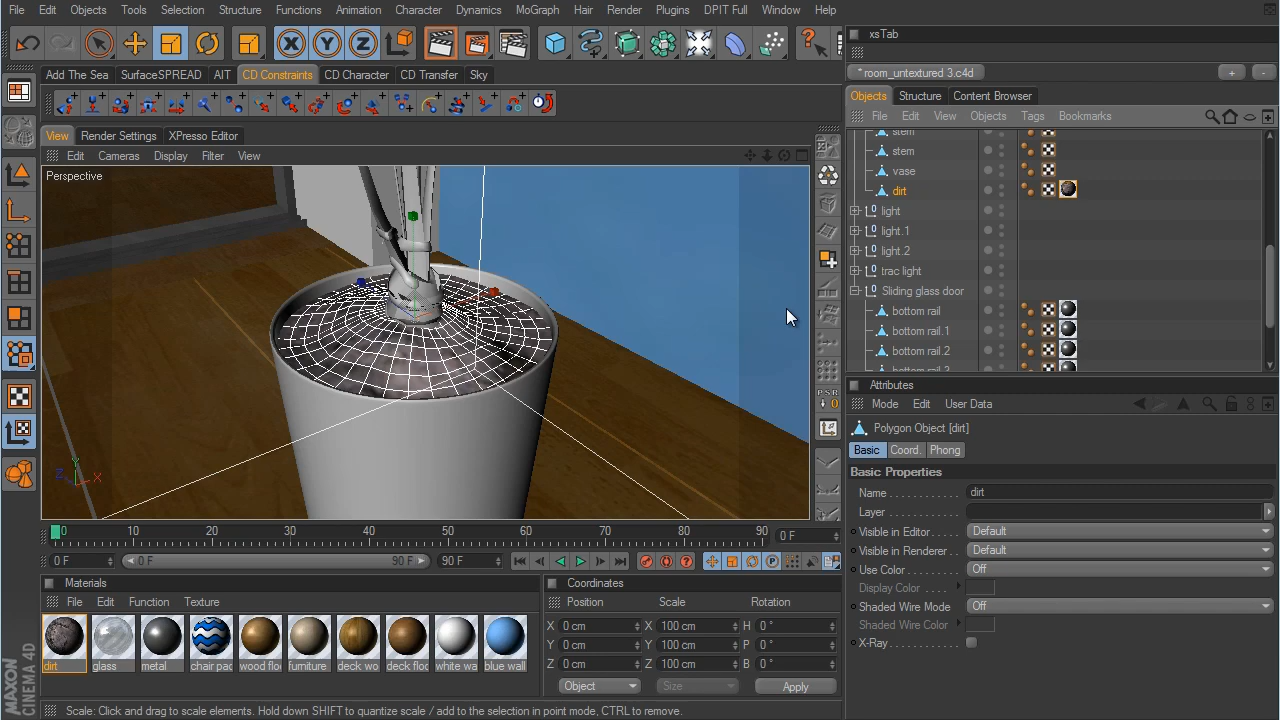 File Edit Objects Tools Selection Structure Functions Animation Character Dynamics MoGraph Hair Render Plugins DPIT Full Window Help
xsTab
* room_untextured 3.c4d
+ -
Add The Sea SurfaceSPREAD AIT CD Constraints CD Character CD Transfer Sky
Objects Structure Content Browser
File Edit View Objects Tags Bookmarks
View Render Settings XPresso Editor
Edit Cameras Display Filter View
Perspective
stem
stem
vase
dirt
light
light.1
light.2
trac light
Sliding glass door
bottom rail
bottom rail.1
bottom rail.2
bottom rail.3
Y
Z X
PSR
0
Attributes
Mode Edit User Data
Polygon Object [dirt]
Basic Coord. Phong
Basic Properties
Name dirt
Layer
Visible in Editor Default
Visible in Renderer Default
Use Color Off
Display Color
Shaded Wire Mode Off
Shaded Wire Color
X-Ray
0 10 20 30 40 50 60 70 80 90 0 F
0 F 0 F 90 F 90 F
Materials
File Edit Function Texture
dirt glass metal chair pad wood floo furniture deck wo deck floo white wa blue wall
Coordinates
Position Scale Rotation
X 0 cm X 100 cm H 0 °
Y 0 cm Y 100 cm P 0 °
Z 0 cm Z 100 cm B 0 °
Object Size Apply
MAXON
CINEMA 4D
Scale: Click and drag to scale elements. Hold down SHIFT to quantize scale / add to the selection in point mode, CTRL to remove.